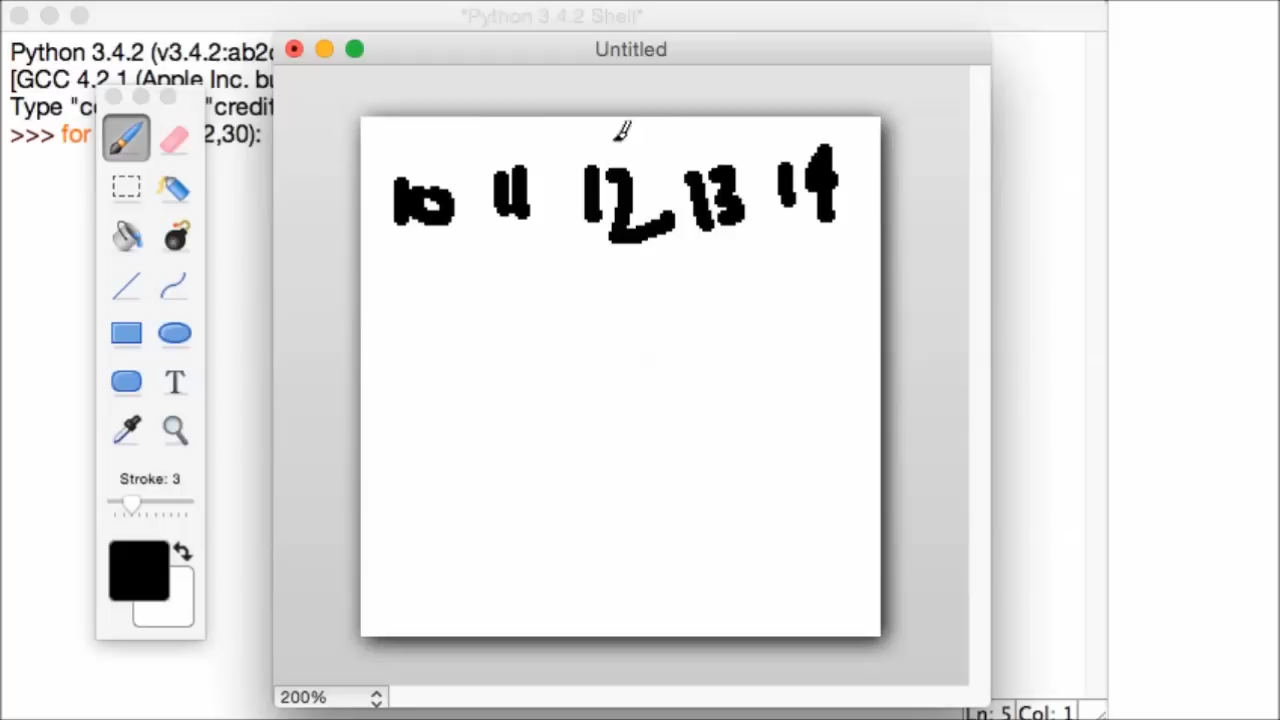 *Python 3.4.2 Shell*
Untitled
Python 3.4.2 (v3.4.2:ab2c
[GCC 4.2.1 (Apple Inc. bu
Type "c "credit
>>> for 2,30):
10 11 12 13 14
Stroke: 3
200%
Ln: 5 Col: 1